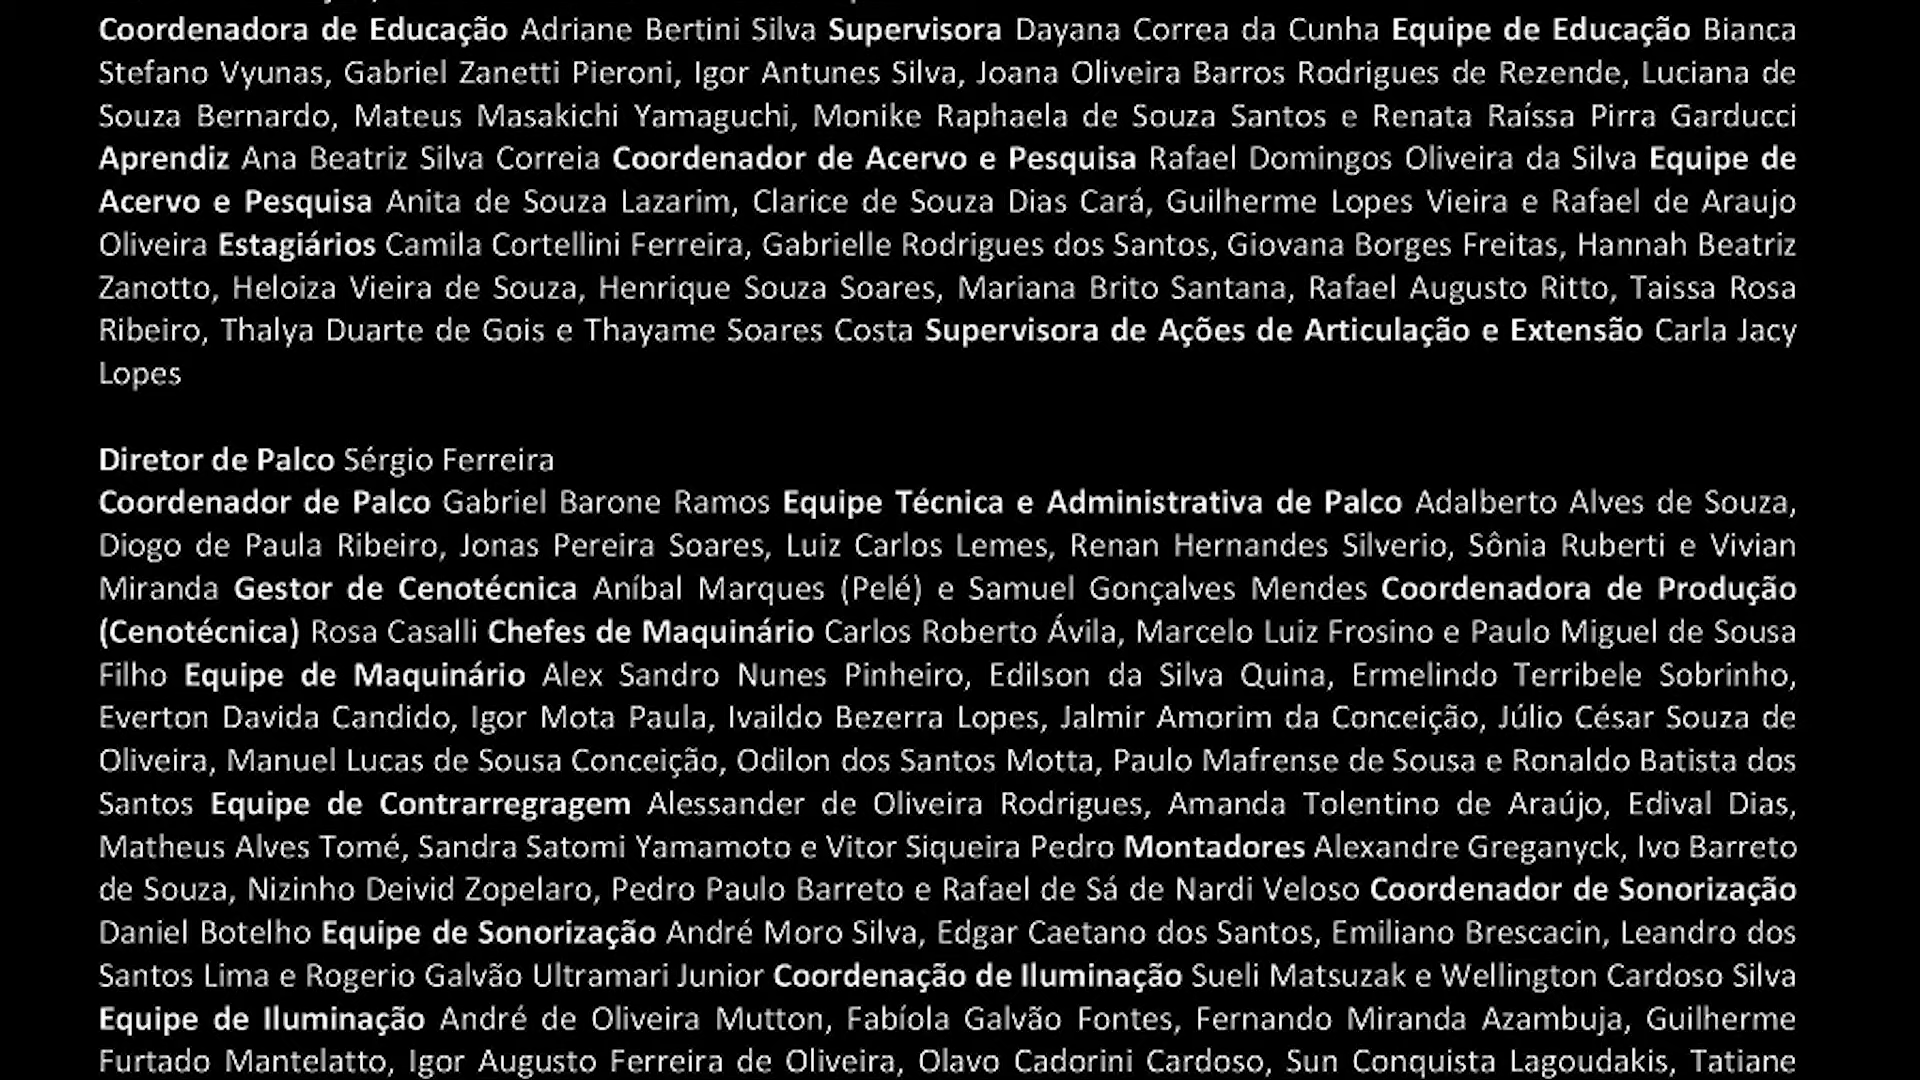 Coordenadora de Educação Adriane Bertini Silva Supervisora Dayana Correa da Cunha Equipe de Educação Bianca
Stefano Vyunas, Gabriel Zanetti Pieroni, Igor Antunes Silva, Joana Oliveira Barros Rodrigues de Rezende, Luciana de
Souza Bernardo, Mateus Masakichi Yamaguchi, Monike Raphaela de Souza Santos e Renata Raíssa Pirra Garducci
Aprendiz Ana Beatriz Silva Correia Coordenador de Acervo e Pesquisa Rafael Domingos Oliveira da Silva Equipe de
Acervo e Pesquisa Anita de Souza Lazarim, Clarice de Souza Dias Cará, Guilherme Lopes Vieira e Rafael de Araujo
Oliveira Estagiários Camila Cortellini Ferreira, Gabrielle Rodrigues dos Santos, Giovana Borges Freitas, Hannah Beatriz
Zanotto, Heloiza Vieira de Souza, Henrique Souza Soares, Mariana Brito Santana, Rafael Augusto Ritto, Taissa Rosa
Ribeiro, Thalya Duarte de Gois e Thayame Soares Costa Supervisora de Ações de Articulação e Extensão Carla Jacy
Lopes
Diretor de Palco Sérgio Ferreira
Coordenador de Palco Gabriel Barone Ramos Equipe Técnica e Administrativa de Palco Adalberto Alves de Souza,
Diogo de Paula Ribeiro, Jonas Pereira Soares, Luiz Carlos Lemes, Renan Hernandes Silverio, Sônia Ruberti e Vivian
Miranda Gestor de Cenotécnica Aníbal Marques (Pelé) e Samuel Gonçalves Mendes Coordenadora de Produção
(Cenotécnica) Rosa Casalli Chefes de Maquinário Carlos Roberto Ávila, Marcelo Luiz Frosino e Paulo Miguel de Sousa
Filho Equipe de Maquinário Alex Sandro Nunes Pinheiro, Edilson da Silva Quina, Ermelindo Terribele Sobrinho,
Everton Davida Candido, Igor Mota Paula, Ivaildo Bezerra Lopes, Jalmir Amorim da Conceição, Júlio César Souza de
Oliveira, Manuel Lucas de Sousa Conceição, Odilon dos Santos Motta, Paulo Mafrense de Sousa e Ronaldo Batista dos
Santos Equipe de Contrarregragem Alessander de Oliveira Rodrigues, Amanda Tolentino de Araújo, Edival Dias,
Matheus Alves Tomé, Sandra Satomi Yamamoto e Vitor Siqueira Pedro Montadores Alexandre Greganyck, Ivo Barreto
de Souza, Nizinho Deivid Zopelaro, Pedro Paulo Barreto e Rafael de Sá de Nardi Veloso Coordenador de Sonorização
Daniel Botelho Equipe de Sonorização André Moro Silva, Edgar Caetano dos Santos, Emiliano Brescacin, Leandro dos
Santos Lima e Rogerio Galvão Ultramari Junior Coordenação de Iluminação Sueli Matsuzak e Wellington Cardoso Silva
Equipe de Iluminação André de Oliveira Mutton, Fabíola Galvão Fontes, Fernando Miranda Azambuja, Guilherme
Furtado Mantelatto, Igor Augusto Ferreira de Oliveira, Olavo Cadorini Cardoso, Sun Conquista Lagoudakis, Tatiane